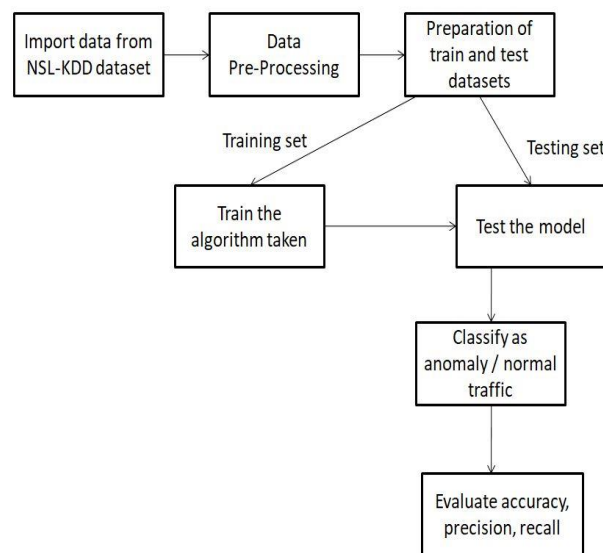 Import data from
NSL-KDD dataset
Data
Pre-Processing
Preparation of
train and test
datasets
Training set
Testing set
Train the
algorithm taken
Test the model
Classify as
anomaly / normal
traffic
Evaluate accuracy,
precision, recall